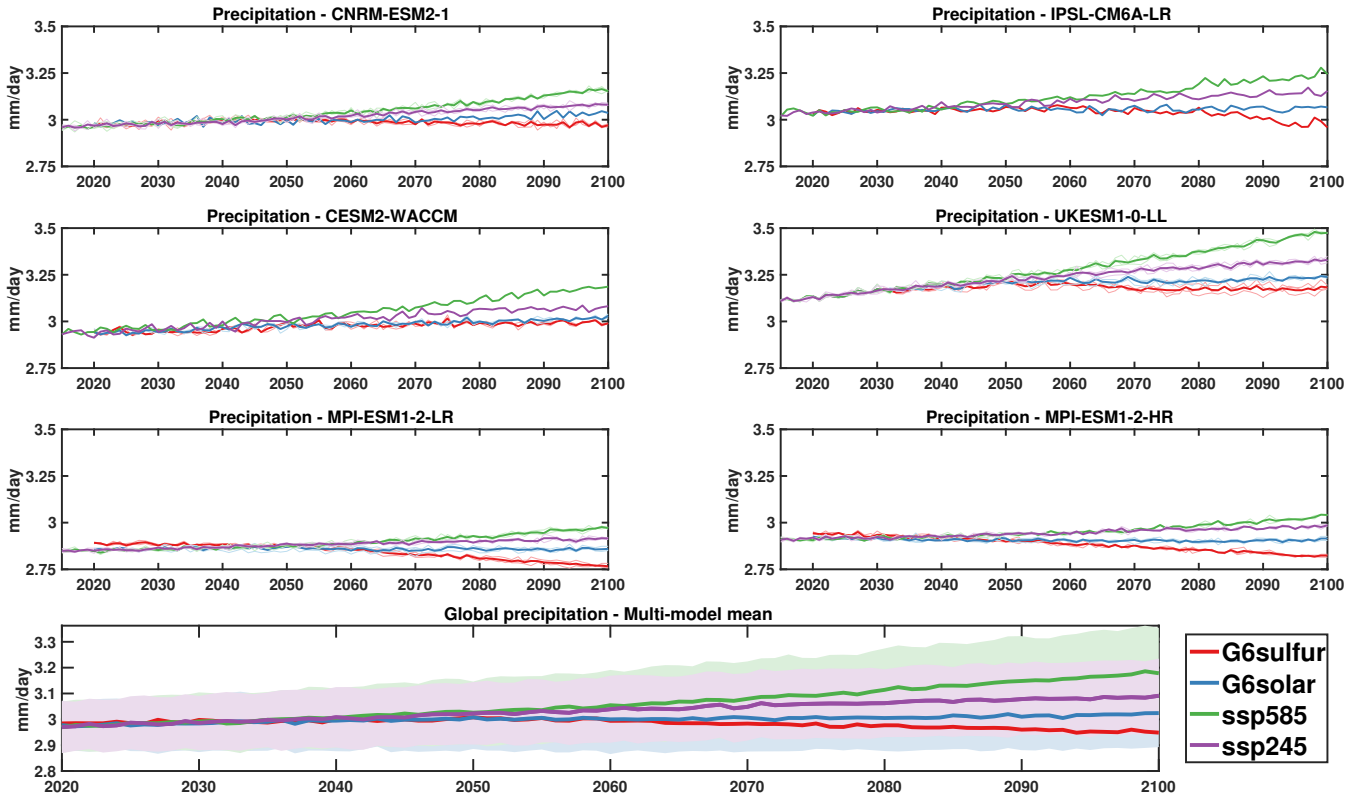 Precipitation - CNRM-ESM2-1
3.5
3.25
3
2.75
mm/day
2020 2030 2040 2050 2060 2070 2080 2090 2100
Precipitation - IPSL-CM6A-LR
3.5
3.25
3
2.75
mm/day
2020 2030 2040 2050 2060 2070 2080 2090 2100
Precipitation - CESM2-WACCM
3.5
3.25
3
2.75
mm/day
2020 2030 2040 2050 2060 2070 2080 2090 2100
Precipitation - UKESM1-0-LL
3.5
3.25
3
2.75
mm/day
2020 2030 2040 2050 2060 2070 2080 2090 2100
Precipitation - MPI-ESM1-2-LR
3.5
3.25
3
2.75
mm/day
2020 2030 2040 2050 2060 2070 2080 2090 2100
Precipitation - MPI-ESM1-2-HR
3.5
3.25
3
2.75
mm/day
2020 2030 2040 2050 2060 2070 2080 2090 2100
Global precipitation - Multi-model mean
3.3
3.2
3.1
3
2.9
2.8
mm/day
2020 2030 2040 2050 2060 2070 2080 2090 2100
G6sulfur
G6solar
ssp585
ssp245